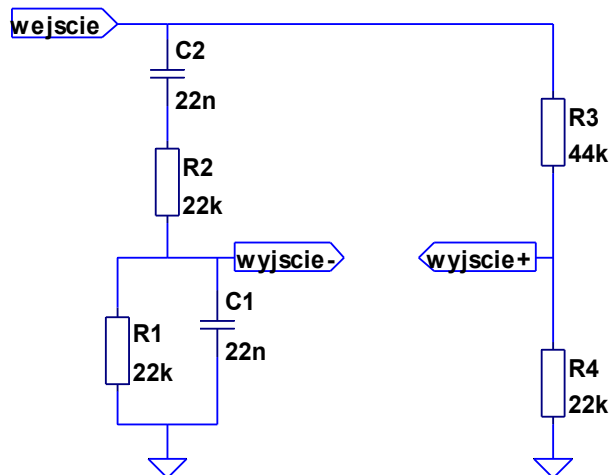 wejscie
C2
22n
R2
22k
wyjscie-
C1
22n
R1
22k
R3
44k
wyjscie+
R4
22k